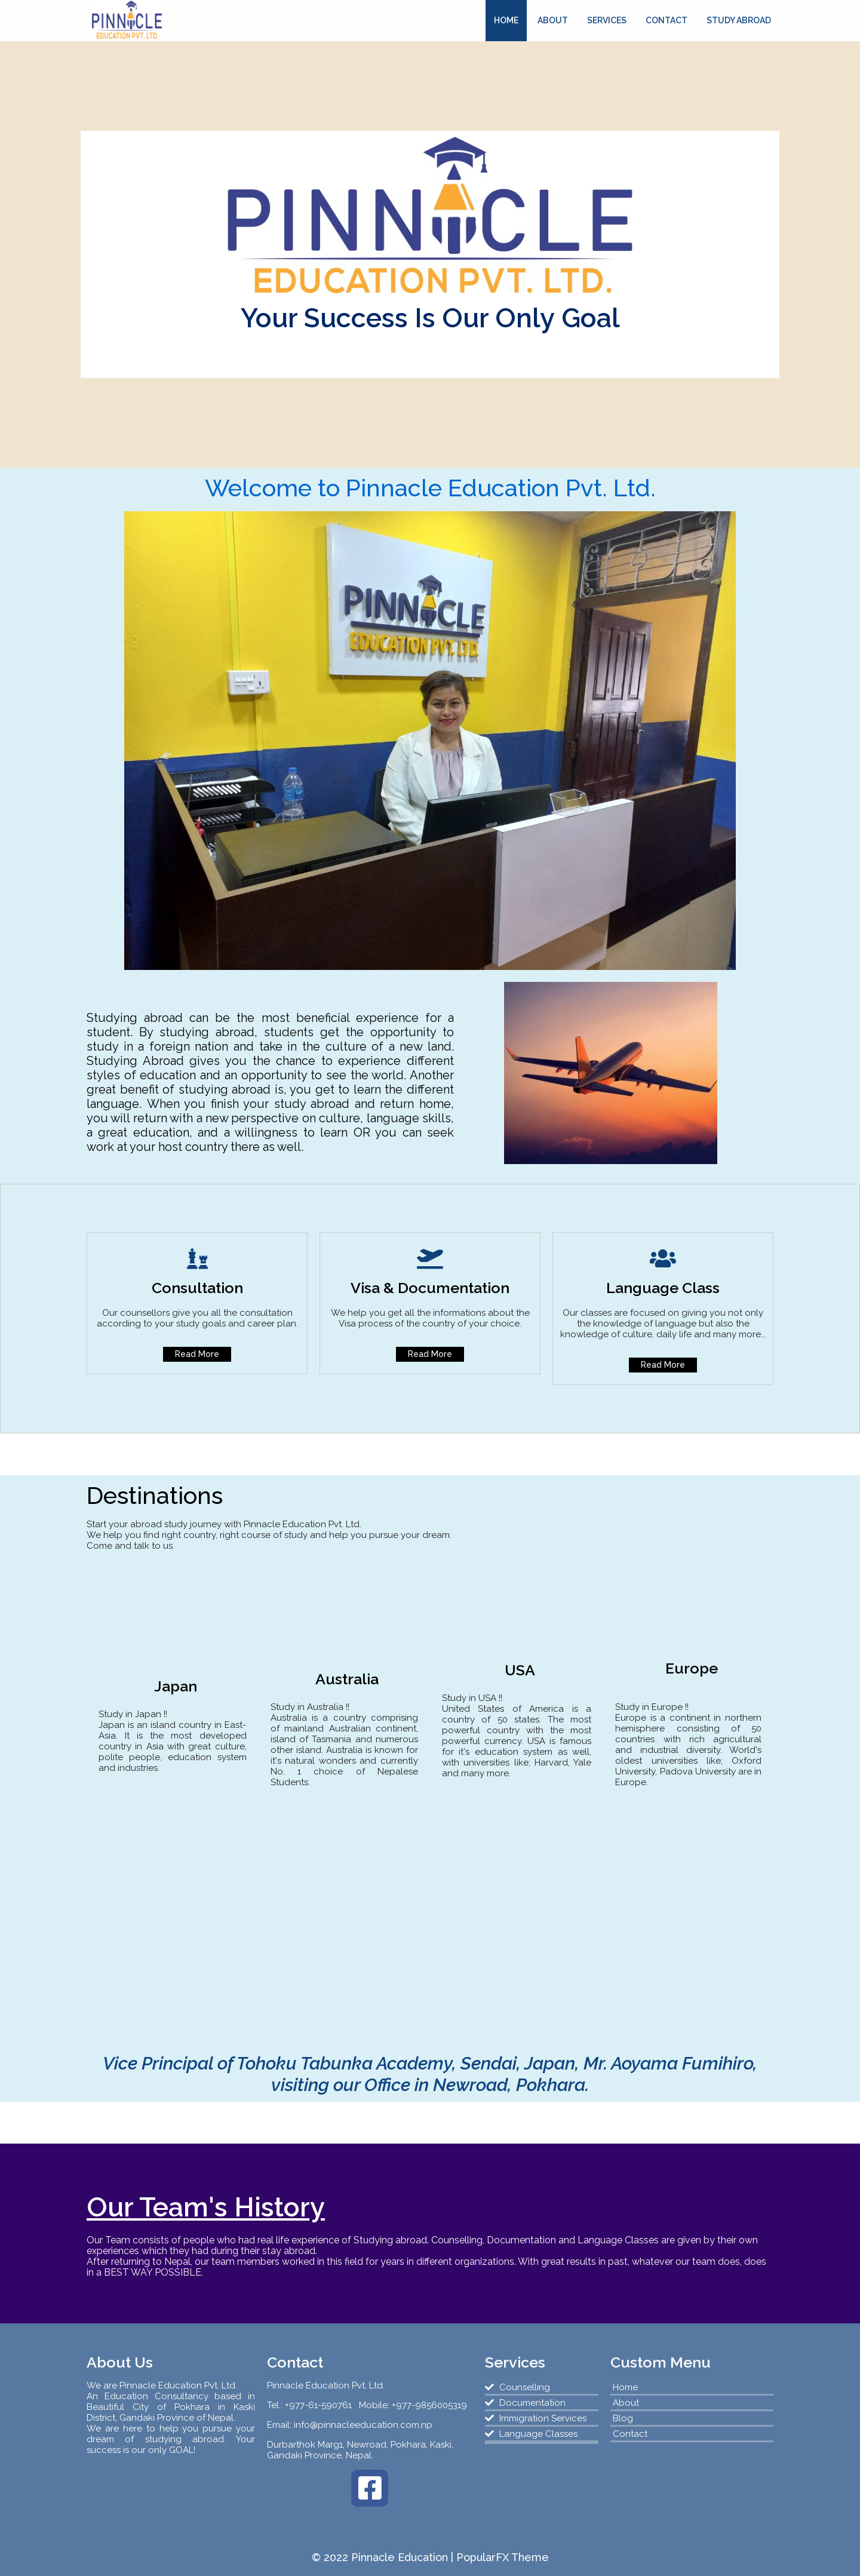 PINNACLE
EDUCATION PVT. LTD.
HOME ABOUT SERVICES CONTACT STUDY ABROAD
PINNACLE
EDUCATION PVT. LTD.
Your Success Is Our Only Goal
Welcome to Pinnacle Education Pvt. Ltd.
PINNACLE
EDUCATION PVT. LTD.
Studying abroad can be the most beneficial experience for a
student. By studying abroad, students get the opportunity to
study in a foreign nation and take in the culture of a new land.
Studying Abroad gives you the chance to experience different
styles of education and an opportunity to see the world. Another
great benefit of studying abroad is, you get to learn the different
language. When you finish your study abroad and return home,
you will return with a new perspective on culture, language skills,
a great education, and a willingness to learn OR you can seek
work at your host country there as well.
Consultation
Our counsellors give you all the consultation
according to your study goals and career plan.
Read More
Visa & Documentation
We help you get all the informations about the
Visa process of the country of your choice.
Read More
Language Class
Our classes are focused on giving you not only
the knowledge of language but also the
knowledge of culture, daily life and many more...
Read More
Destinations
Start your abroad study journey with Pinnacle Education Pvt. Ltd.
We help you find right country, right course of study and help you pursue your dream.
Come and talk to us.
Japan
Study in Japan !!
Japan is an island country in East-
Asia. It is the most developed
country in Asia with great culture,
polite people, education system
and industries.
Australia
Study in Australia !!
Australia is a country comprising
of mainland Australian continent,
island of Tasmania and numerous
other island. Australia is known for
it's natural wonders and currently
No. 1 choice of Nepalese
Students.
USA
Study in USA !!
United States of America is a
country of 50 states. The most
powerful country with the most
powerful currency. USA is famous
for it's education system as well,
with universities like; Harvard, Yale
and many more.
Europe
Study in Europe !!
Europe is a continent in northern
hemisphere consisting of 50
countries with rich agricultural
and industrial diversity. World's
oldest universities like; Oxford
University, Padova University are in
Europe.
Vice Principal of Tohoku Tabunka Academy, Sendai, Japan, Mr. Aoyama Fumihiro,
visiting our Office in Newroad, Pokhara.
Our Team's History
Our Team consists of people who had real life experience of Studying abroad. Counselling, Documentation and Language Classes are given by their own
experiences which they had during their stay abroad.
After returning to Nepal, our team members worked in this field for years in different organizations. With great results in past, whatever our team does, does
in a BEST WAY POSSIBLE.
About Us
We are Pinnacle Education Pvt. Ltd.
An Education Consultancy based in
Beautiful City of Pokhara in Kaski
District, Gandaki Province of Nepal.
We are here to help you pursue your
dream of studying abroad. Your
success is our only GOAL!
Contact
Pinnacle Education Pvt. Ltd.
Tel.: +977-61-590761 Mobile: +977-9856005319
Email: info@pinnacleeducation.com.np
Durbarthok Marg1, Newroad, Pokhara, Kaski,
Gandaki Province, Nepal.
Services
Counselling
Documentation
Immigration Services
Language Classes
Custom Menu
Home
About
Blog
Contact
© 2022 Pinnacle Education | PopularFX Theme